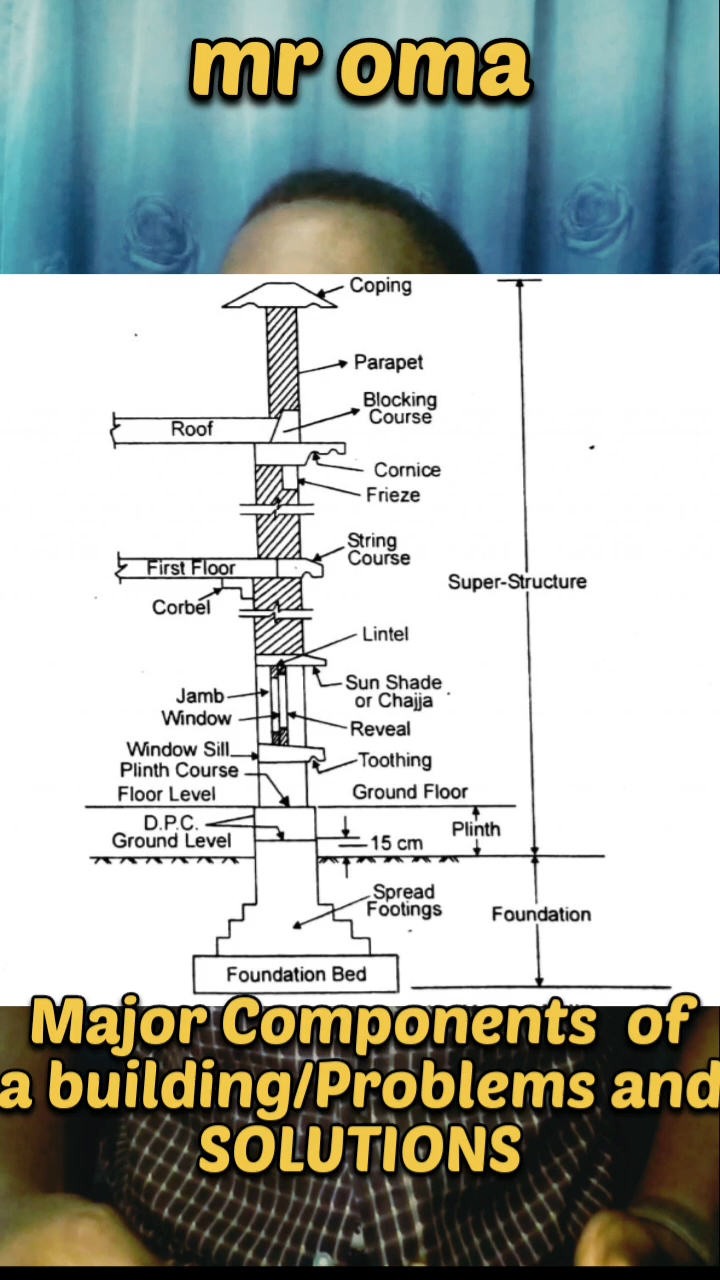 mr oma
Coping
Parapet
Blocking
Course
Roof
Cornice
Frieze
String
Course
First Floor
Super-Structure
Corbel
Lintel
Sun Shade
or Chajja
Jamb
Window
Reveal
Window Sill
Toothing
Plinth Course
Floor Level
Ground Floor
D.P.C.
Plinth
Ground Level
15 cm
Spread
Footings
Foundation
Foundation Bed
Major Components of
a building/Problems and
SOLUTIONS